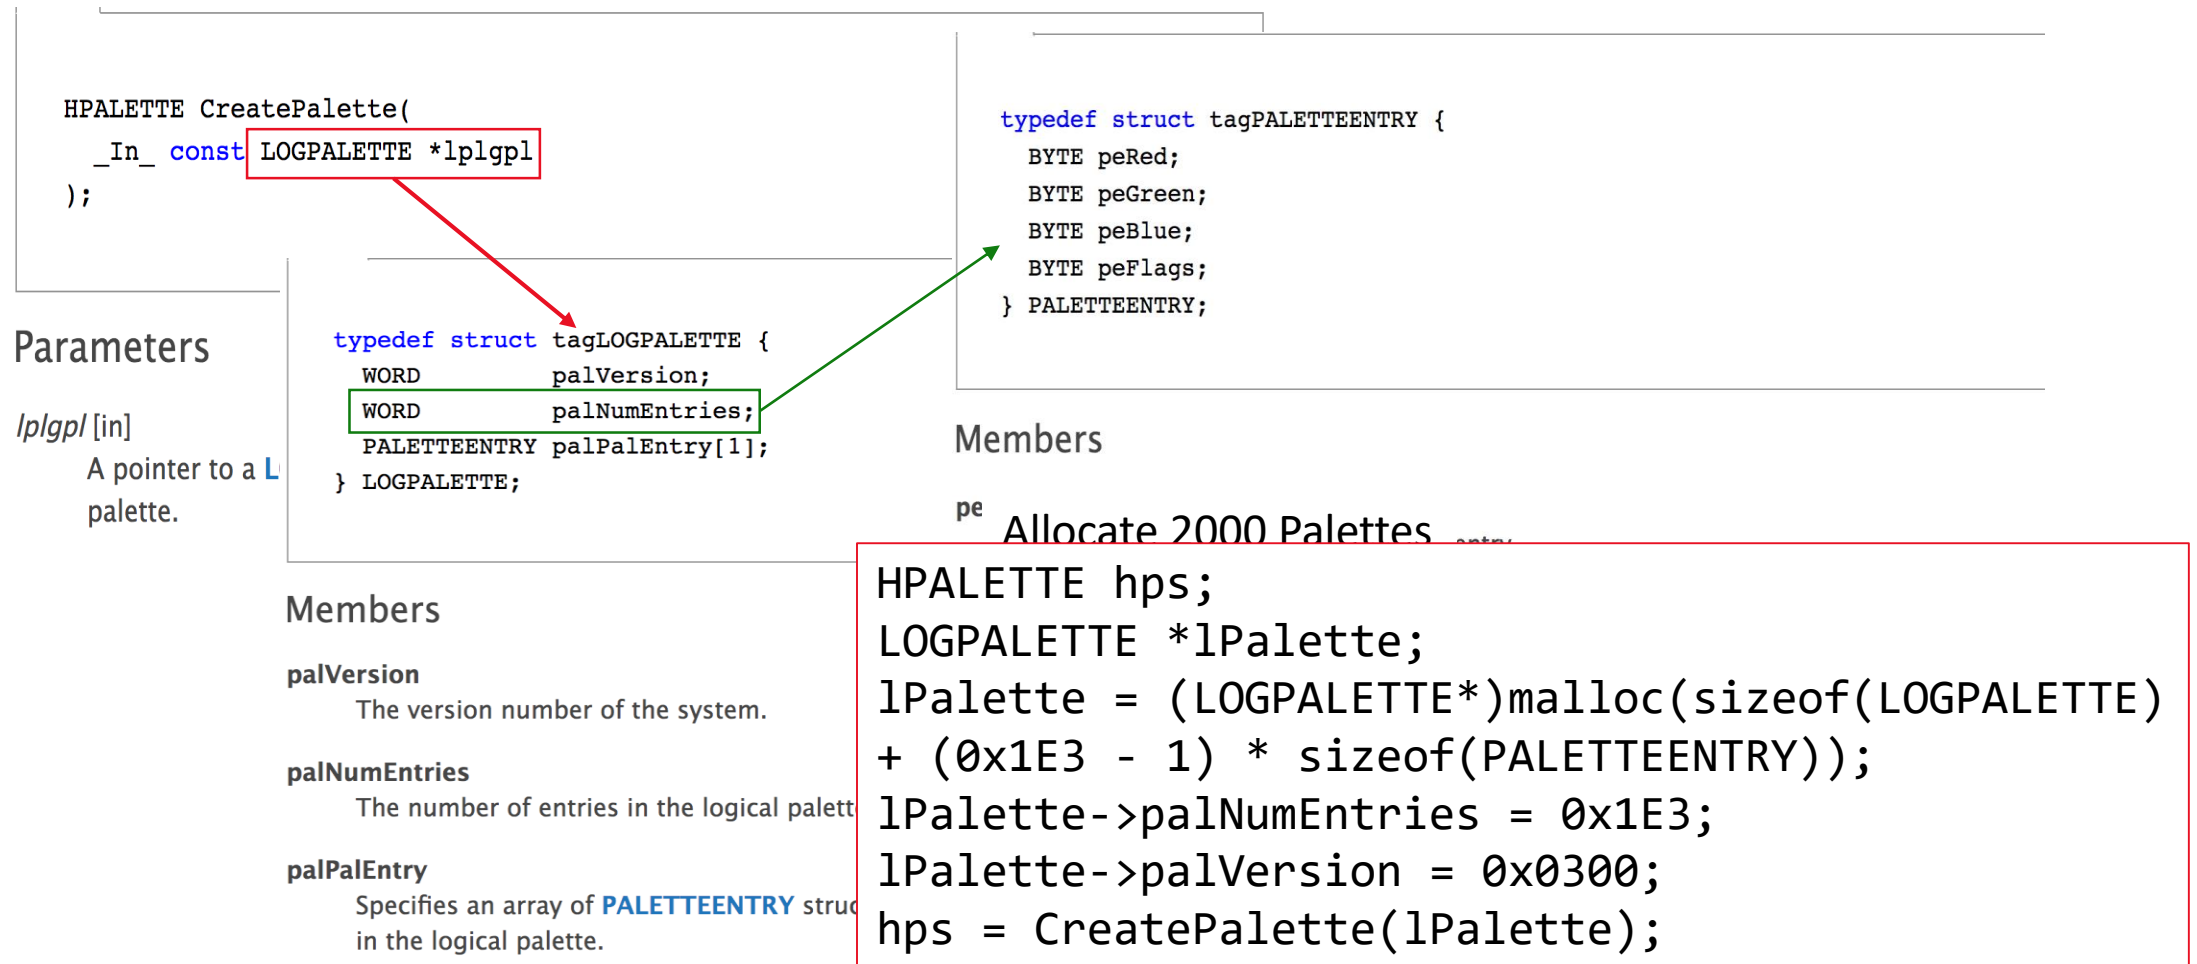 HPALETTE CreatePalette(
_In_ const LOGPALETTE *lplgpl
);
Parameters
lplgpl [in]
A pointer to a
palette.
typedef struct tagLOGPALETTE {
WORD palVersion;
WORD palNumEntries;
PALETTEENTRY palPalEntry[1];
} LOGPALETTE;
Members
palVersion
The version number of the system.
palNumEntries
The number of entries in the logical
palPalEntry
Specifies an array of PALETTEENTRY
in the logical palette.
typedef struct tagPALETTEENTRY {
BYTE peRed;
BYTE peGreen;
BYTE peBlue;
BYTE peFlags;
} PALETTEENTRY;
Members
Allocate 2000 Palettes
HPALETTE hps;
LOGPALETTE *lPalette;
lPalette = (LOGPALETTE*)malloc(sizeof(LOGPALETTE)
+ (0x1E3 - 1) * sizeof(PALETTEENTRY));
lPalette->palNumEntries = 0x1E3;
lPalette->palVersion = 0x0300;
hps = CreatePalette(lPalette);